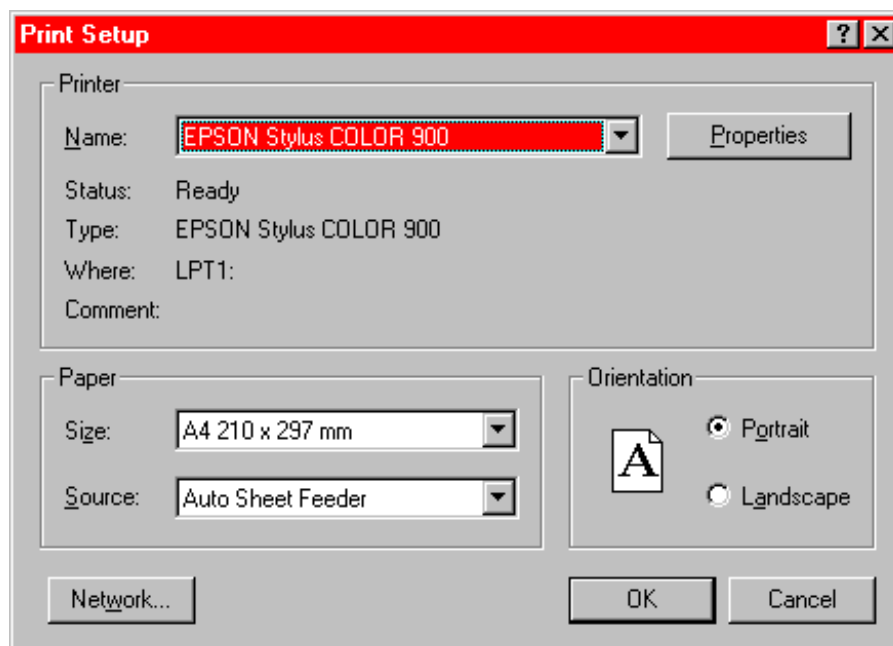 Print Setup
Printer
Name: EPSON Stylus COLOR 900 Properties
Status: Ready
Type: EPSON Stylus COLOR 900
Where: LPT1:
Comment:
Paper
Size: A4 210 x 297 mm
Source: Auto Sheet Feeder
Orientation
A
Portrait
Landscape
Network... OK Cancel